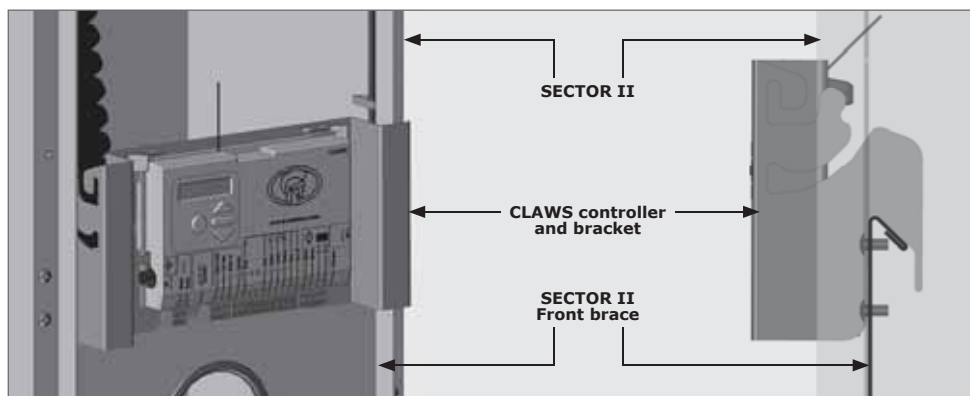 SECTOR II
CLAWS controller
and bracket
SECTOR II
Front brace